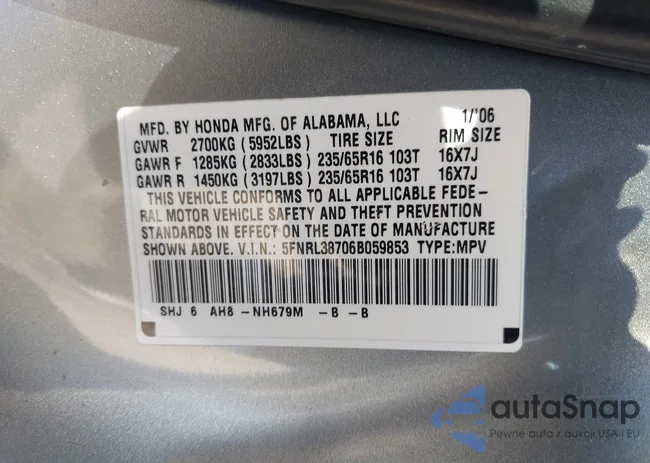 MFD. BY HONDA MFG. OF ALABAMA, LLC 1/'06
GVWR 2700KG (5952LBS) TIRE SIZE RIM SIZE
GAWR F 1285KG (2833LBS) 235/65R16 103T 16X7J
GAWR R 1450KG (3197LBS) 235/65R16 103T 16X7J
THIS VEHICLE CONFORMS TO ALL APPLICABLE FEDE-
RAL MOTOR VEHICLE SAFETY AND THEFT PREVENTION
STANDARDS IN EFFECT ON THE DATE OF MANUFACTURE
SHOWN ABOVE. V.I.N.: 5FNRL38706B059853 TYPE:MPV
SHJ 6 AH8 -NH679M -B -B
autoSnap
Pewne auto z aukcji USA i EU